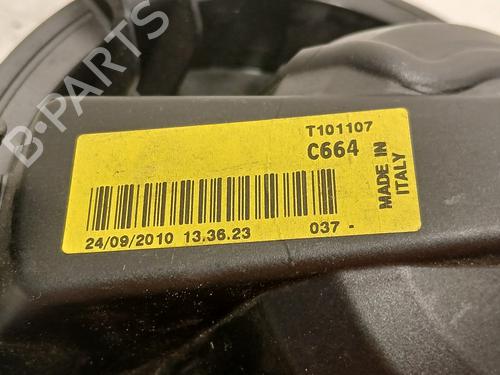 T101107
C664
MADE IN
ITALY
24/09/2010 13.36.23 037 -
B-PARTS